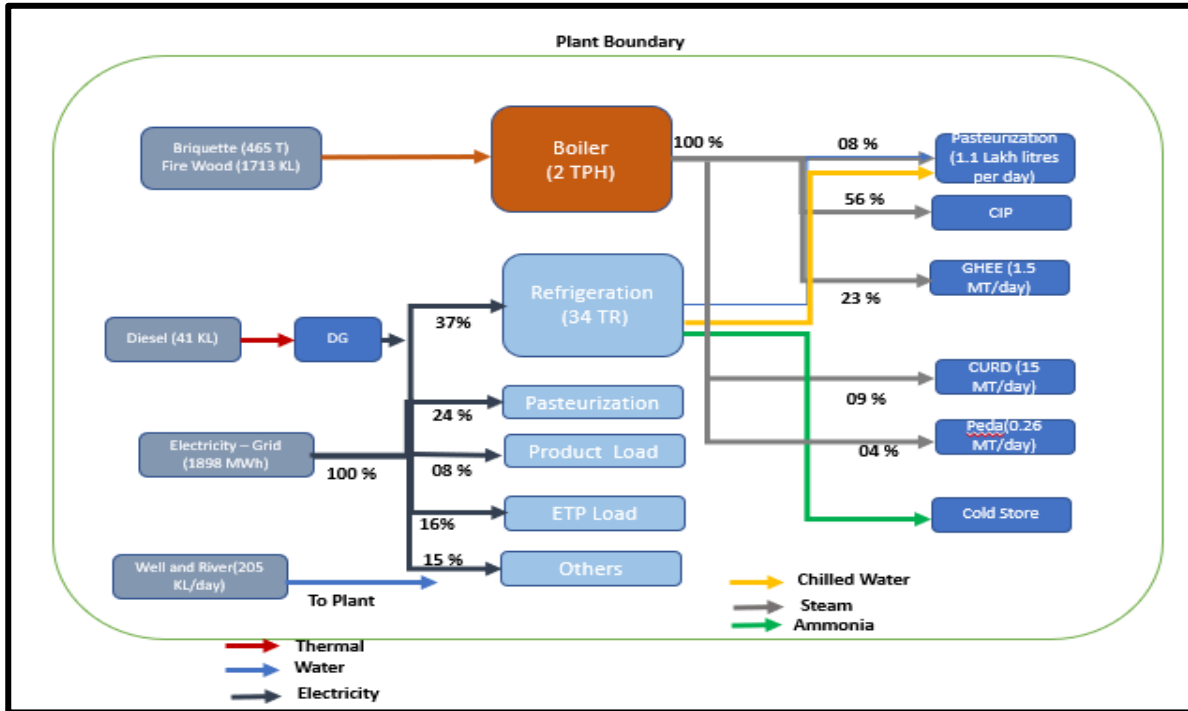 Plant Boundary
Briquette (465 T)
Fire Wood (1713 KL)
Boiler
(2 TPH)
100 %
08 %
Pasteurization
(1.1 Lakh litres
per day)
56 %
CIP
GHEE (1.5
MT/day)
23 %
Refrigeration
(34 TR)
37%
Diesel (41 KL)
DG
CURD (15
MT/day)
09 %
Pasteurization
24 %
Peda(0.26
MT/day)
04 %
Electricity – Grid
(1898 MWh)
100 %
Product Load
08 %
ETP Load
16%
Cold Store
15 %
Others
Well and River(205
KL/day)
To Plant
Chilled Water
Steam
Ammonia
Thermal
Water
Electricity